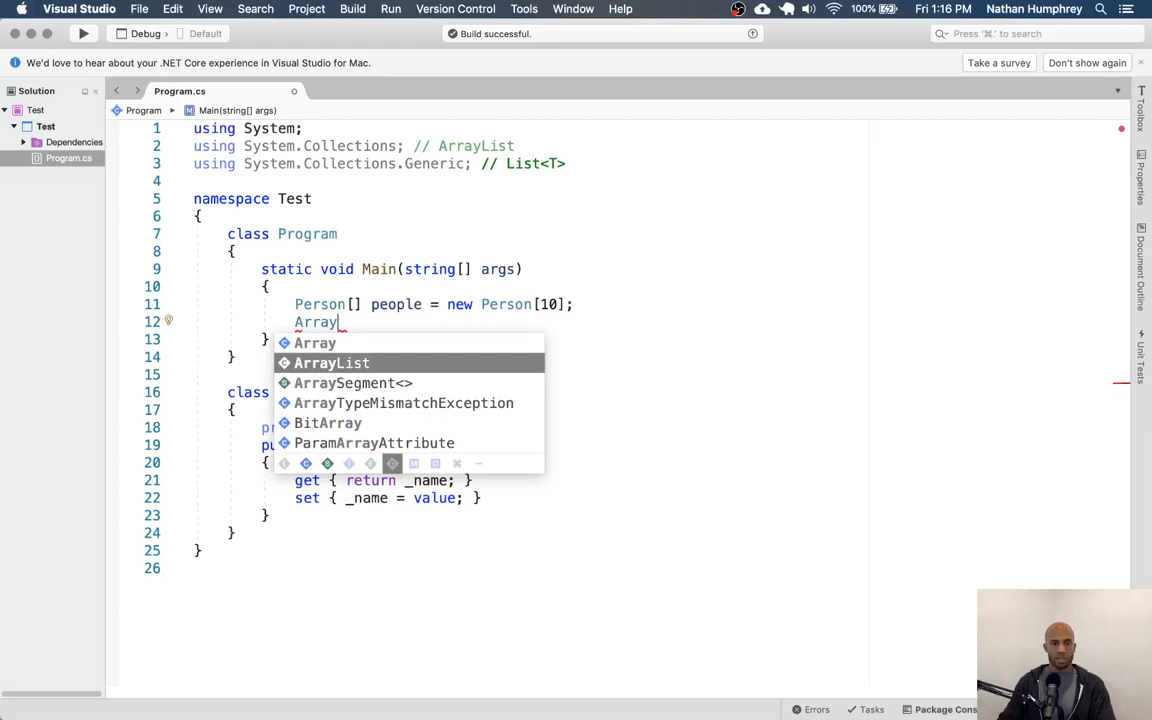 Visual Studio File Edit View Search Project Build Run Version Control Tools Window Help 100% Fri 1:16 PM Nathan Humphrey
Debug › Default Build successful. Press '⌘.' to search
We'd love to hear about your .NET Core experience in Visual Studio for Mac. Take a survey Don't show again
Solution
Test
Test
Dependencies
Program.cs
Program.cs
Program Main(string[] args)
1 using System;
2 using System.Collections; // ArrayList
3 using System.Collections.Generic; // List<T>
4
5 namespace Test
6 {
7 class Program
8 {
9 static void Main(string[] args)
10 {
11 Person[] people = new Person[10];
12 Array
13 }
14 }
15
16 class
17 {
18 pr
19 pu
20 {
21 get { return _name; }
22 set { _name = value; }
23 }
24 }
25 }
26
Array
ArrayList
ArraySegment<>
ArrayTypeMismatchException
BitArray
ParamArrayAttribute
Toolbox
Properties
Document Outline
Unit Tests
Errors Tasks Package Cons